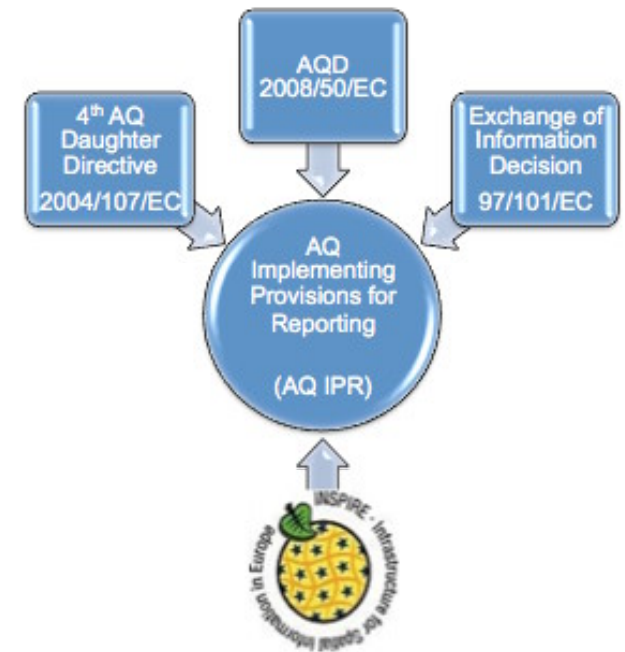 AQD
2008/50/EC
4th AQ
Daughter
Directive
2004/107/EC
Exchange of
Information
Decision
97/101/EC
AQ
Implementing
Provisions for
Reporting
(AQ IPR)
INSPIRE - Infrastructure for Spatial Information in Europe